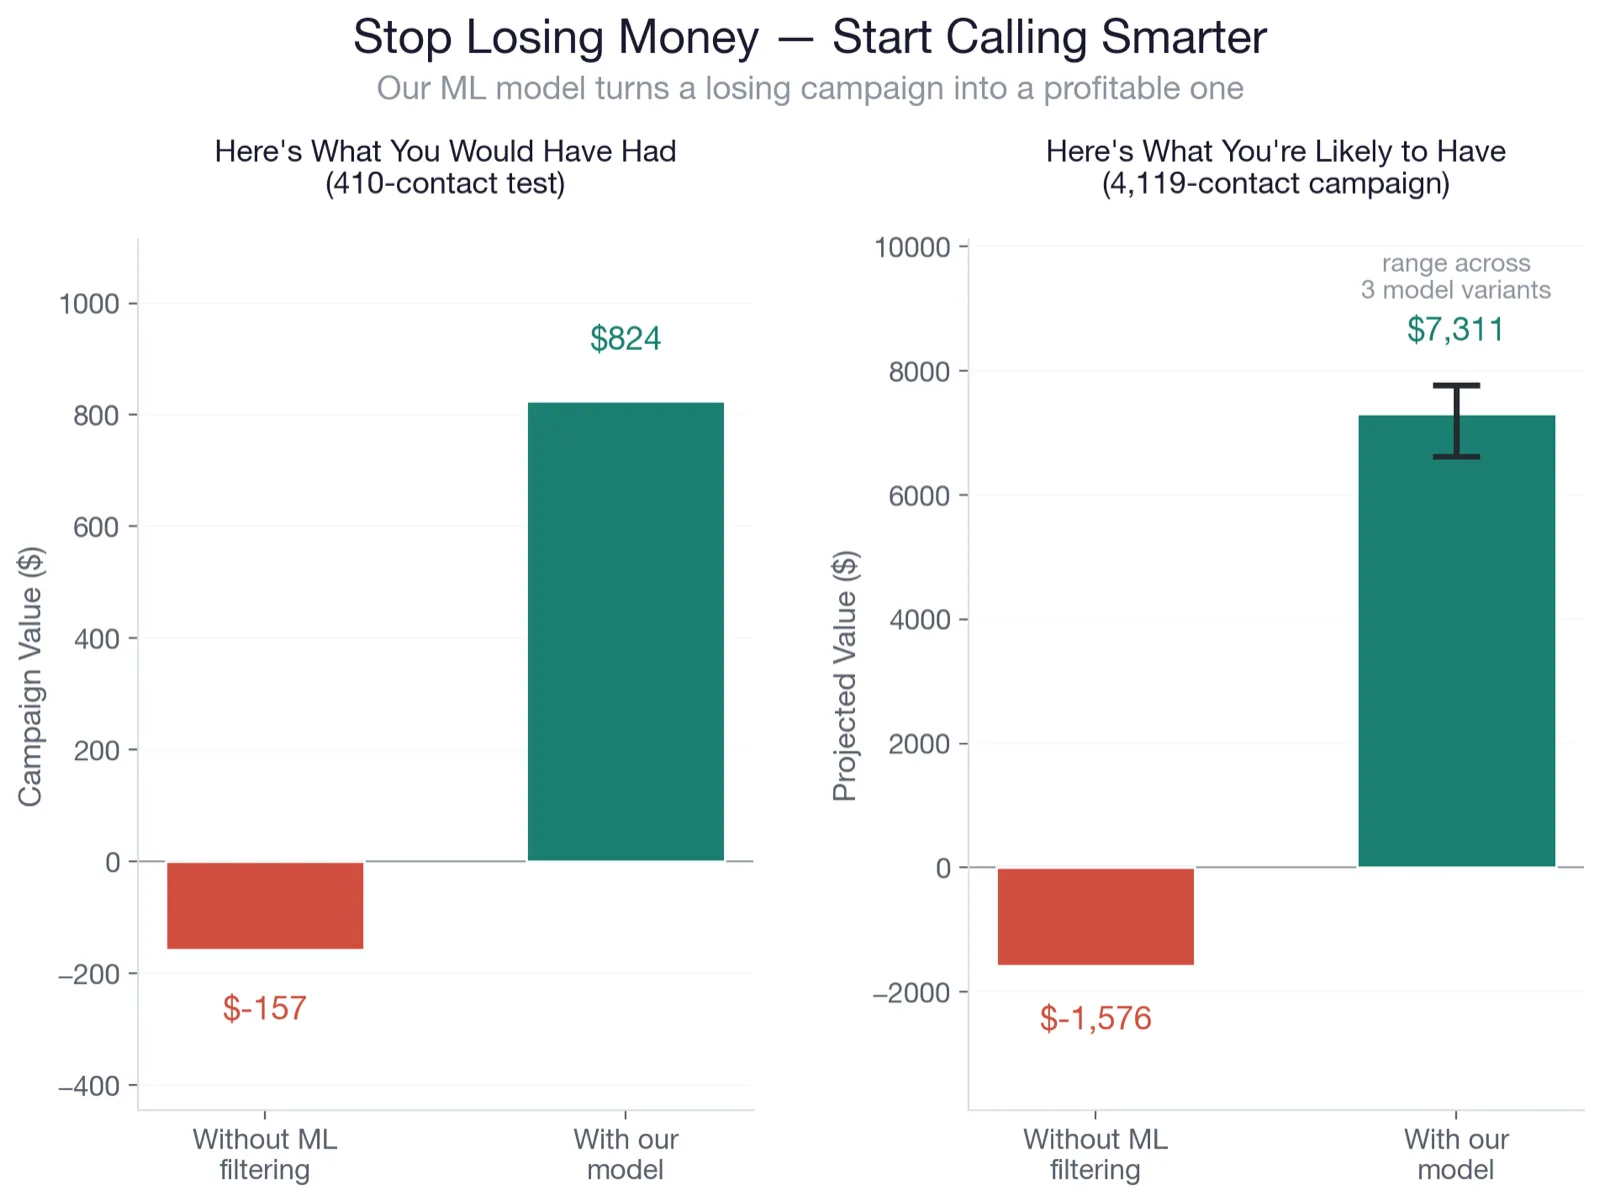 Stop Losing Money — Start Calling Smarter
Our ML model turns a losing campaign into a profitable one
Here's What You Would Have Had
(410-contact test)
Campaign Value ($)
1000
800
600
400
200
0
–200
–400
$824
$-157
Without ML
filtering
With our
model
Here's What You're Likely to Have
(4,119-contact campaign)
Projected Value ($)
10000
8000
6000
4000
2000
0
–2000
range across
3 model variants
$7,311
$-1,576
Without ML
filtering
With our
model